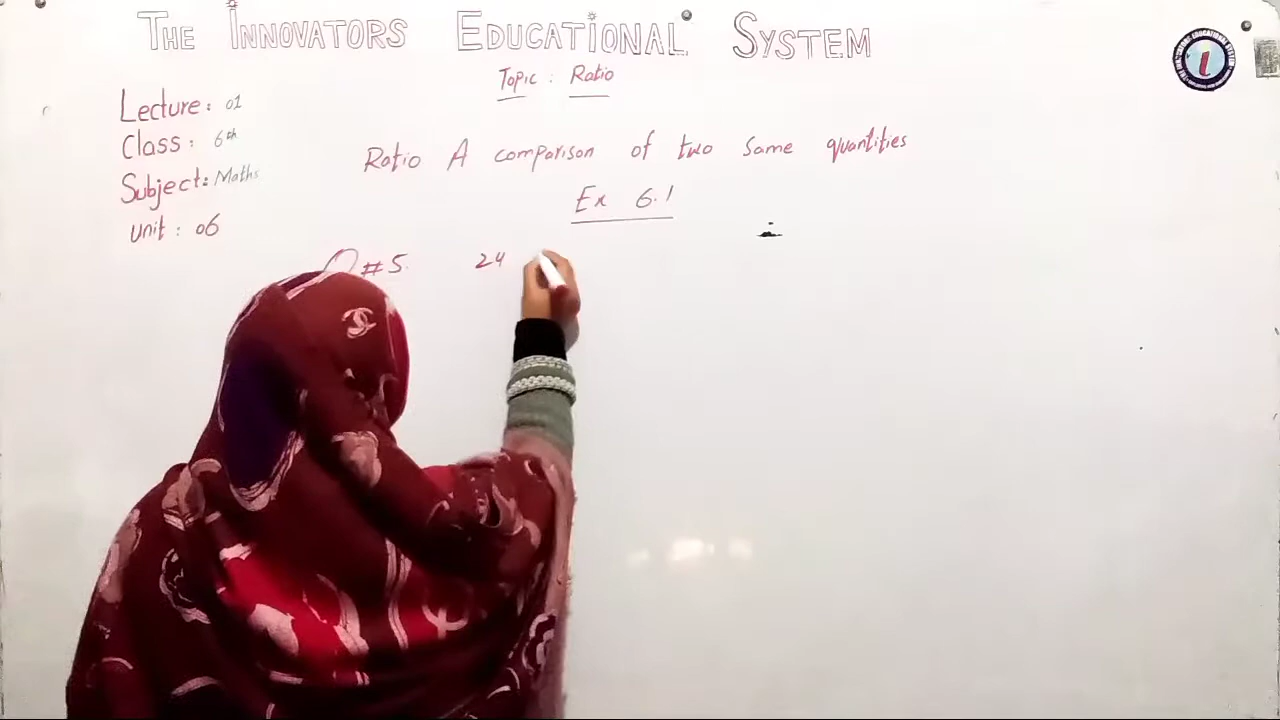 THE INNOVATORS EDUCATIONAL SYSTEM
Topic : Ratio
Lecture: 01
Class: 6th
Subject: Maths
Unit: 06
Ratio A comparison of two same quantities
Ex 6.1
Q#5. 24